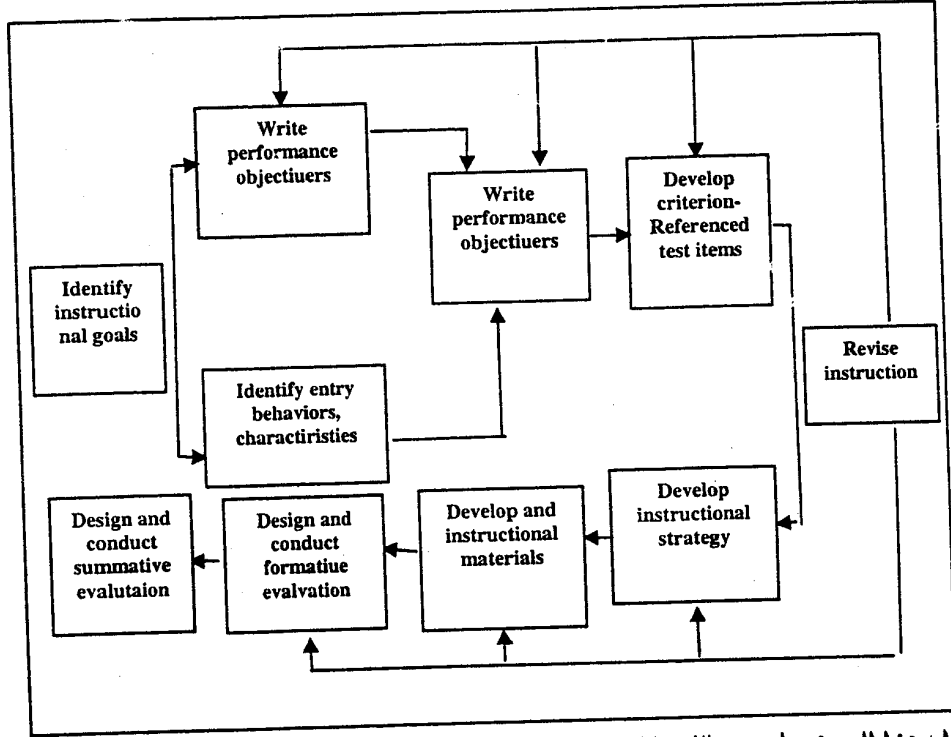 Write
performance
objectiuers
Write
performance
objectiuers
Develop
criterion-
Referenced
test items
Identify
instructio
nal goals
Revise
instruction
Identify entry
behaviors,
charactiristies
Design and
conduct
summative
evalutaion
Design and
conduct
formatiue
evalvation
Develop and
instructional
materials
Develop
instructional
strategy